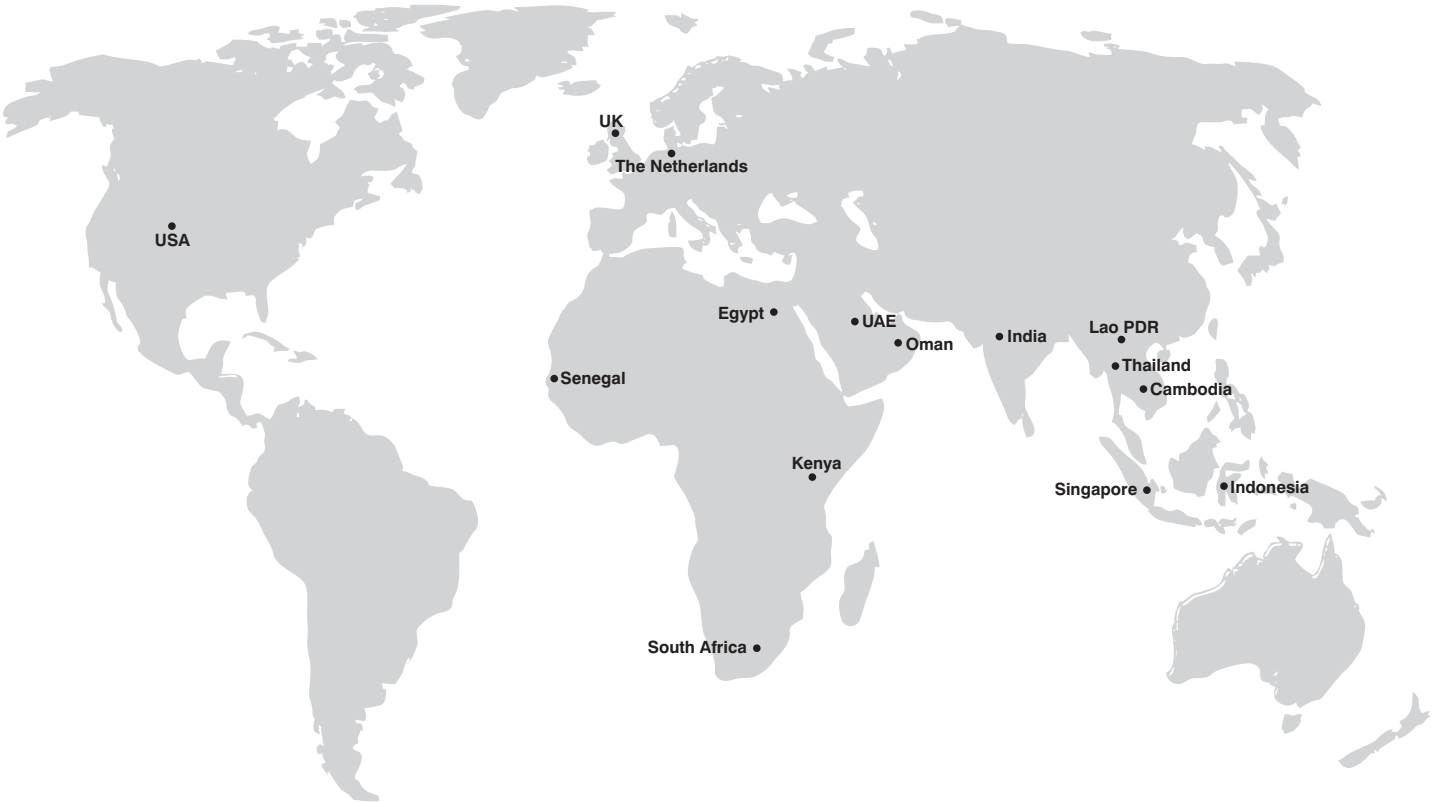 UK
The Netherlands
USA
Egypt
UAE
Oman
India
Lao PDR
Thailand
Cambodia
Senegal
Kenya
Singapore
Indonesia
South Africa